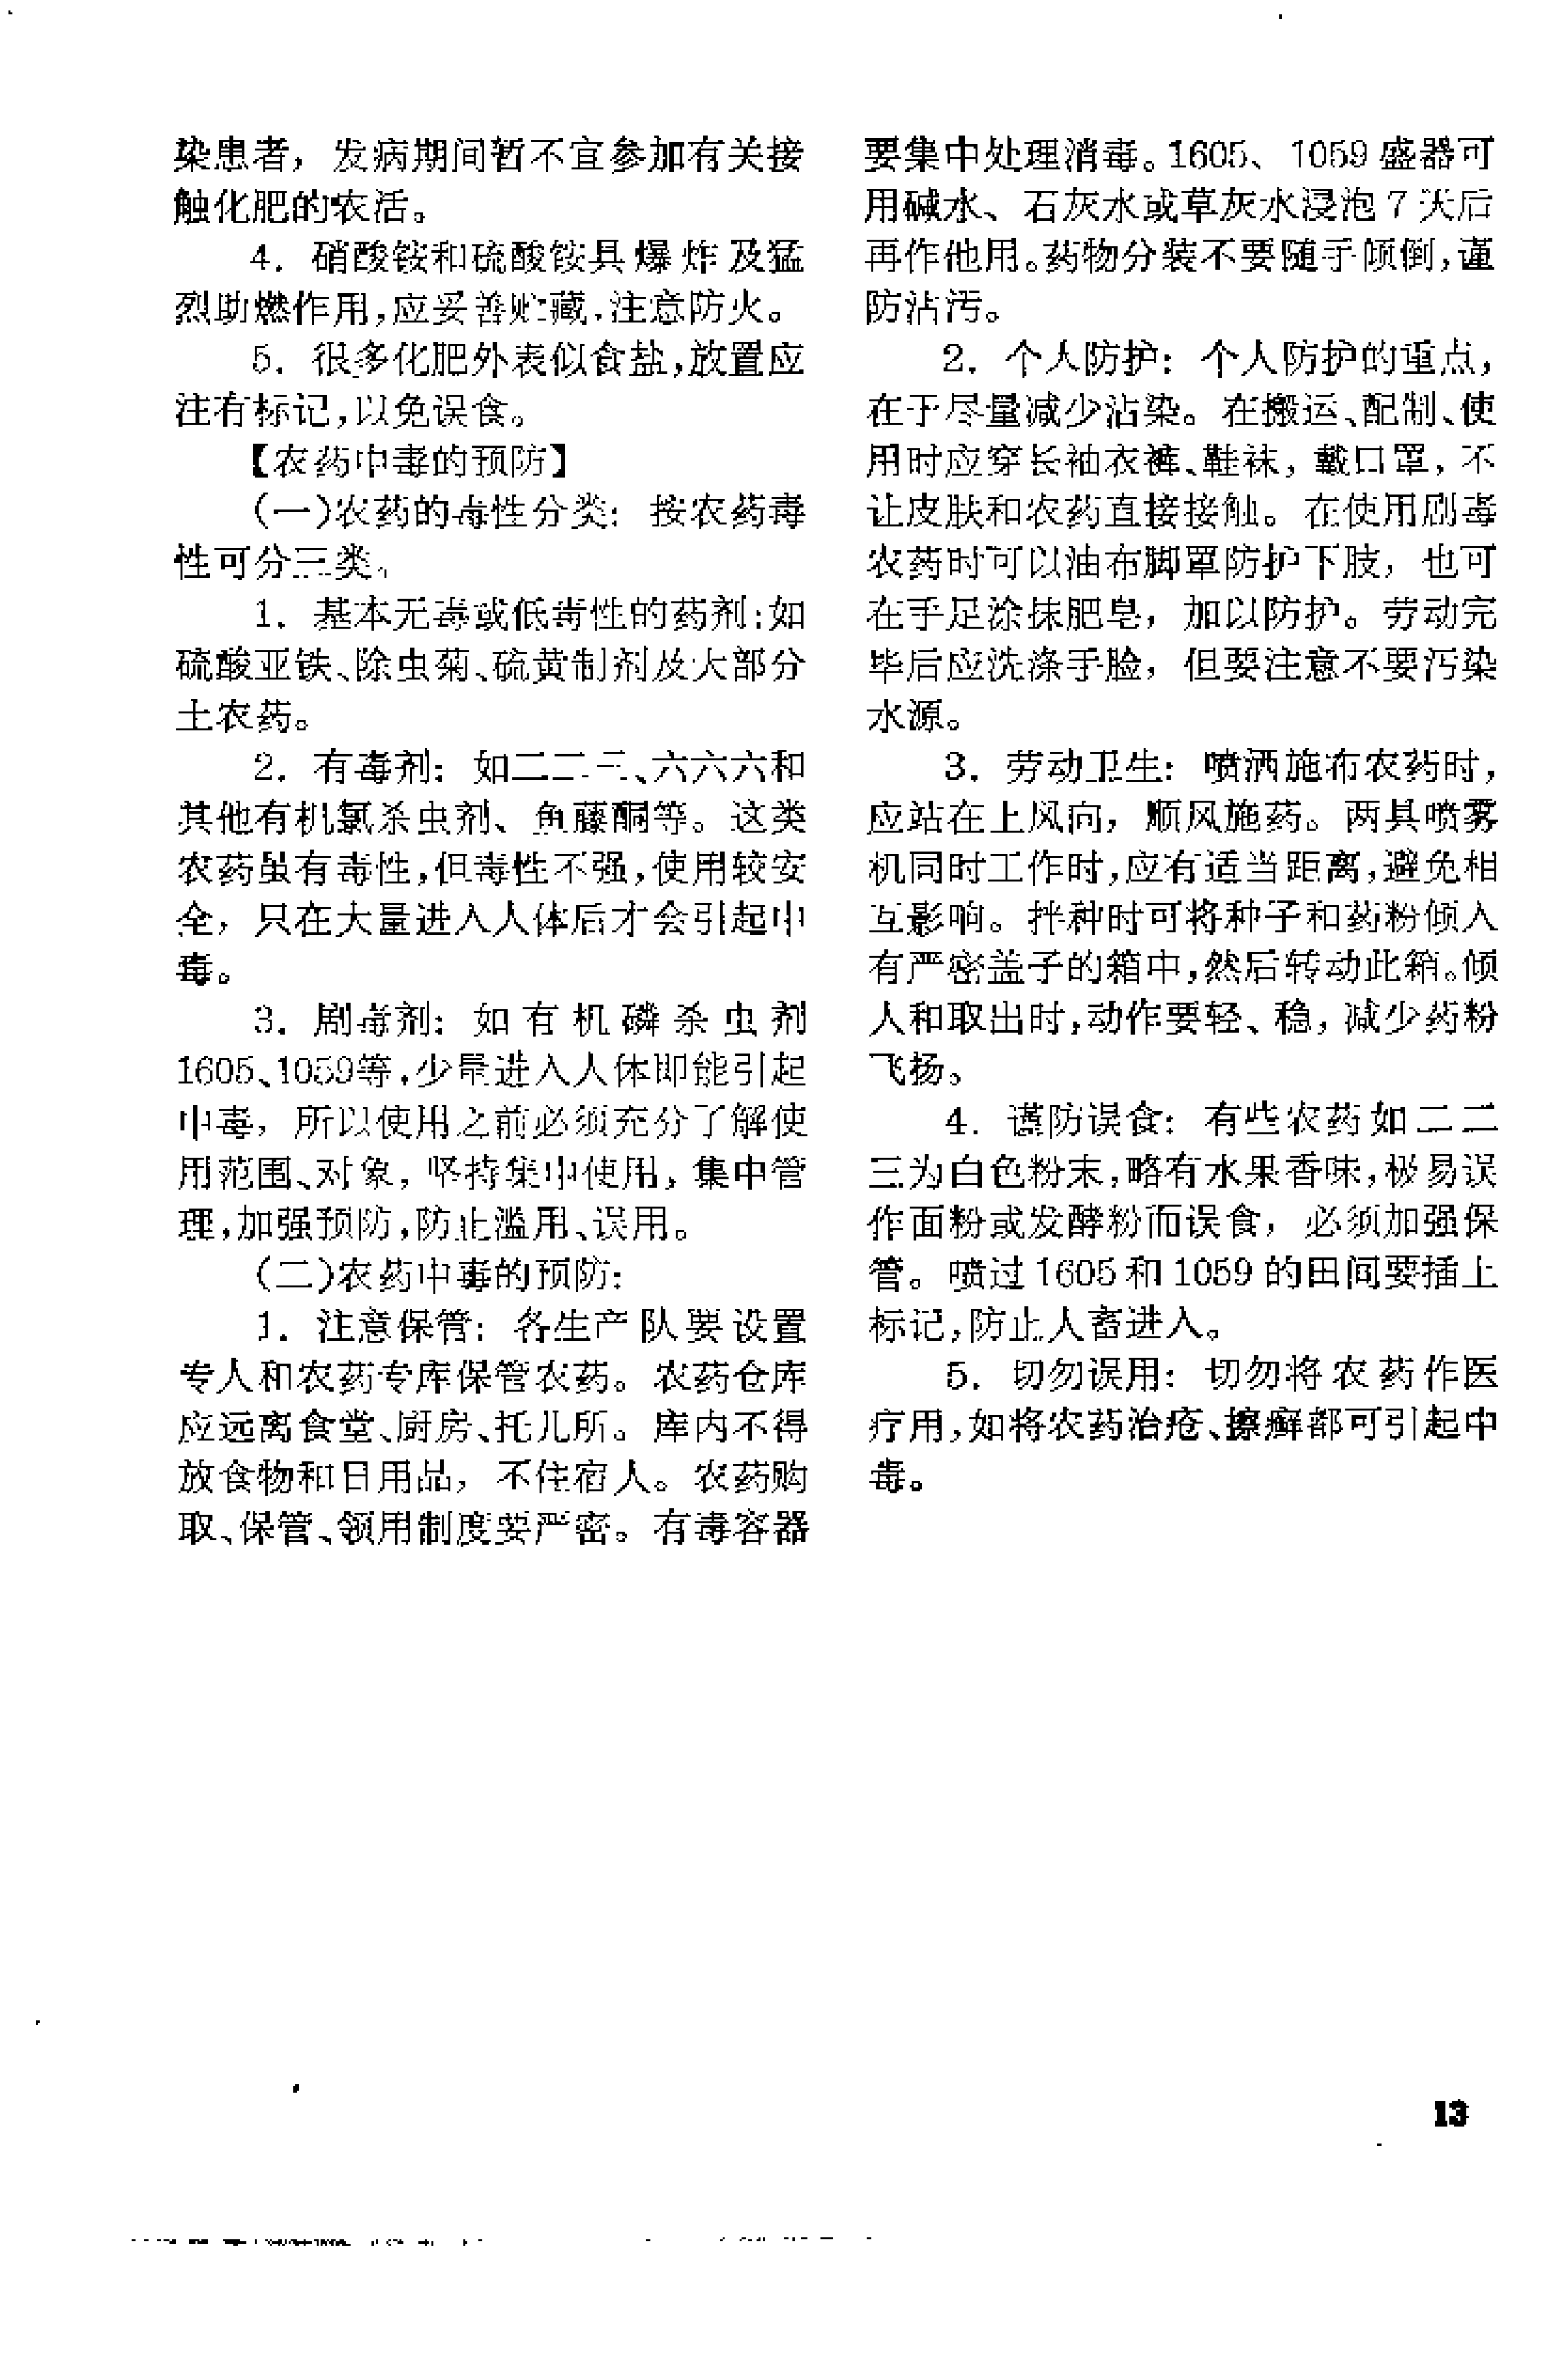 染患者，发病期间暂不宜参加有关接
触化肥的农活。
4．硝酸铵和硫酸铵具爆炸及猛
烈助燃作用，应妥善贮藏，注意防火。
5．很多化肥外表似食盐，放置应
注有标记，以免误食。
【农药中毒的预防】
（一）农药的毒性分类：按农药毒
性可分三类。
1．基本无毒或低毒性的药剂：如
硫酸亚铁、除虫菊、硫黄制剂及大部分
土农药。
2．有毒剂：如二二三、六六六和
其他有机氯杀虫剂、鱼藤酮等。这类
农药虽有毒性，但毒性不强，使用较安
全，只在大量进入人体后才会引起中
毒。
3．剧毒剂：如有机磷杀虫剂
1605、1059等，少量进入人体即能引起
中毒，所以使用之前必须充分了解使
用范围、对象，坚持集中使用，集中管
理，加强预防，防止滥用、误用。
（二）农药中毒的预防：
1．注意保管：各生产队要设置
专人和农药专库保管农药。农药仓库
应远离食堂、厨房、托儿所。库内不得
放食物和日用品，不住宿人。农药购
取、保管、领用制度要严密。有毒容器
要集中处理消毒。1605、1059盛器可
用碱水、石灰水或草灰水浸泡7天后
再作他用。药物分装不要随手倾倒，谨
防沾污。
2．个人防护：个人防护的重点，
在于尽量减少沾染。在搬运、配制、使
用时应穿长袖衣裤、鞋袜，戴口罩，不
让皮肤和农药直接接触。在使用剧毒
农药时可以油布脚罩防护下肢，也可
在手足涂抹肥皂，加以防护。劳动完
毕后应洗涤手脸，但要注意不要污染
水源。
3．劳动卫生：喷洒施布农药时，
应站在上风向，顺风施药。两具喷雾
机同时工作时，应有适当距离，避免相
互影响。拌种时可将种子和药粉倾入
有严密盖子的箱中，然后转动此箱。倾
人和取出时，动作要轻、稳，减少药粉
飞扬。
4．谨防误食：有些农药如二二
三为白色粉末，略有水果香味，极易误
作面粉或发酵粉而误食，必须加强保
管。喷过1605和1059的田间要插上
标记，防止人畜进入。
5．切勿误用：切勿将农药作医
疗用，如将农药治疮、擦癣都可引起中
毒。
13